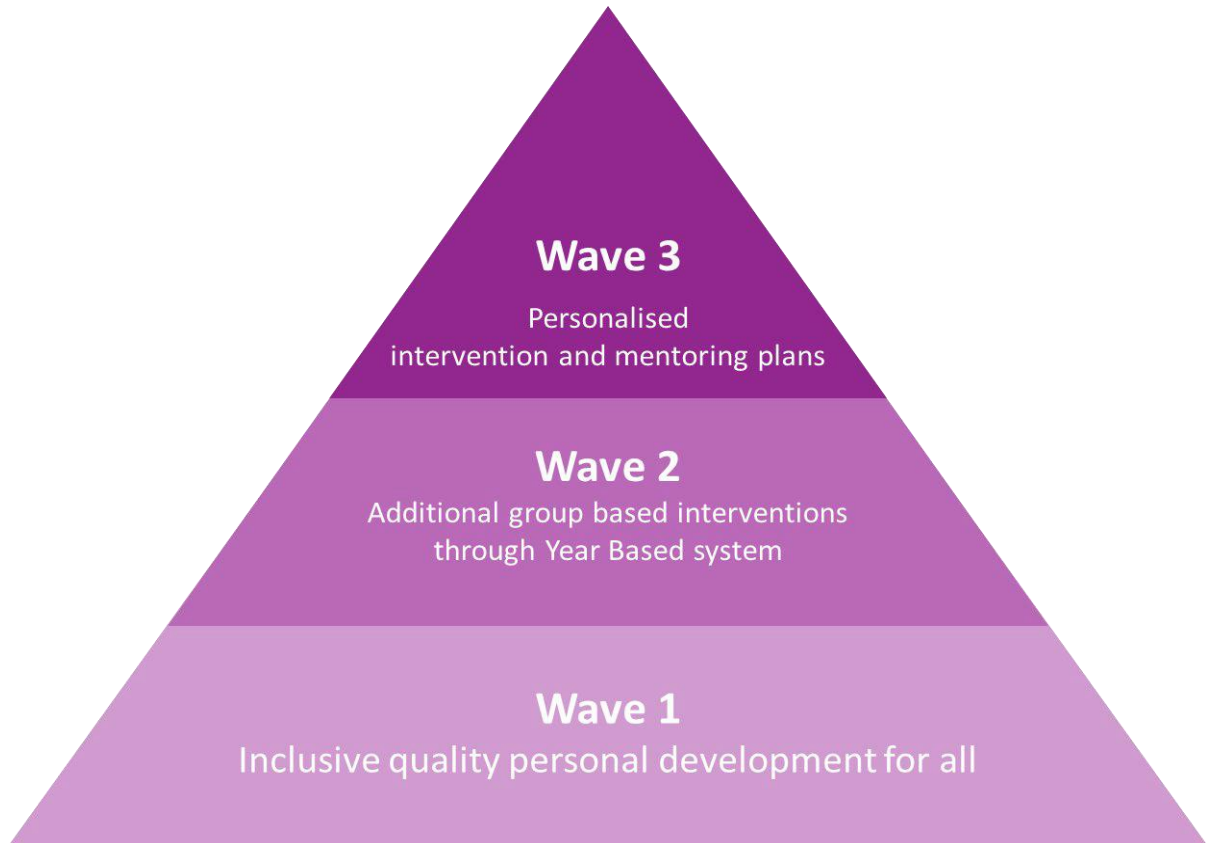 Wave 3
Personalised
intervention and mentoring plans
Wave 2
Additional group based interventions
through Year Based system
Wave 1
Inclusive quality personal development for all